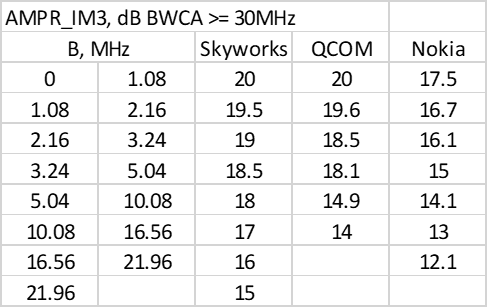 AMPR_IM3, dB BWCA >= 30MHz
B, MHz Skyworks QCOM Nokia
0 1.08 20 20 17.5
1.08 2.16 19.5 19.6 16.7
2.16 3.24 19 18.5 16.1
3.24 5.04 18.5 18.1 15
5.04 10.08 18 14.9 14.1
10.08 16.56 17 14 13
16.56 21.96 16 12.1
21.96 15